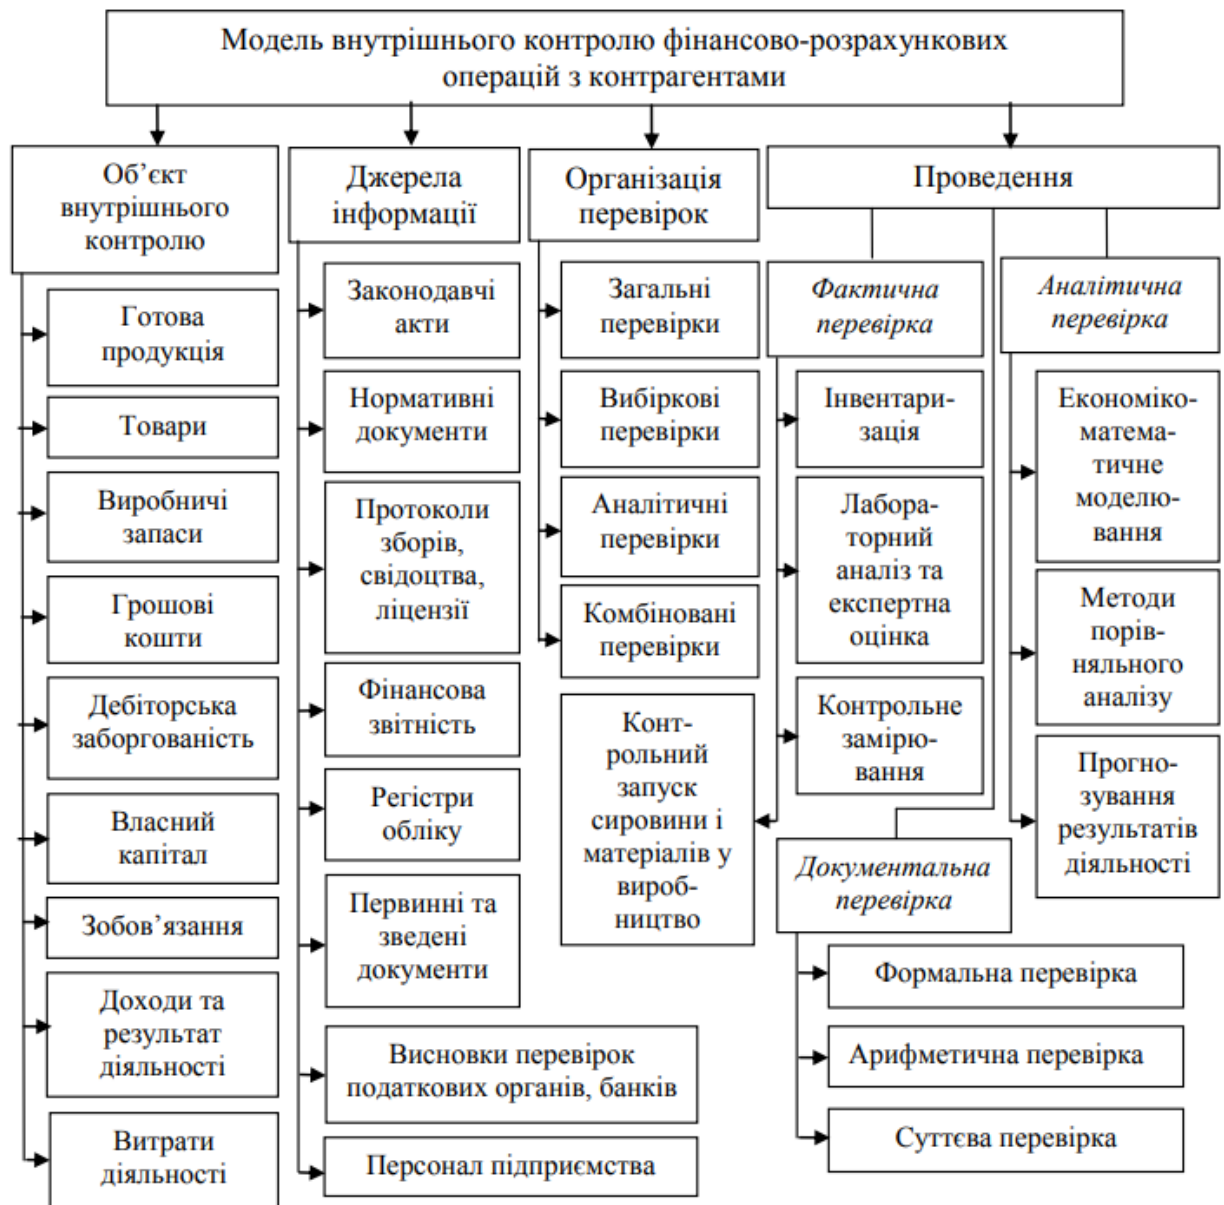 Модель внутрішнього контролю фінансово-розрахункових
операцій з контрагентами
Об’єкт
внутрішнього
контролю
Готова
продукція
Товари
Виробничі
запаси
Грошові
кошти
Дебіторська
заборгованість
Власний
капітал
Зобов’язання
Доходи та
результат
діяльності
Витрати
діяльності
Джерела
інформації
Законодавчі
акти
Нормативні
документи
Протоколи
зборів,
свідоцтва,
ліцензії
Фінансова
звітність
Регістри
обліку
Первинні та
зведені
документи
Висновки перевірок
податкових органів, банків
Персонал підприємства
Організація
перевірок
Загальні
перевірки
Вибіркові
перевірки
Аналітичні
перевірки
Комбіновані
перевірки
Проведення
Фактична
перевірка
Інвентари-
зація
Лабора-
торний
аналіз та
експертна
оцінка
Контрольне
замірю-
вання
Конт-
рольний
запуск
сировини і
матеріалів у
вироб-
ництво
Документальна
перевірка
Формальна перевірка
Арифметична перевірка
Суттєва перевірка
Аналітична
перевірка
Економіко-
матема-
тичне
моделю-
вання
Методи
порів-
няльного
аналізу
Прогно-
зування
результатів
діяльності